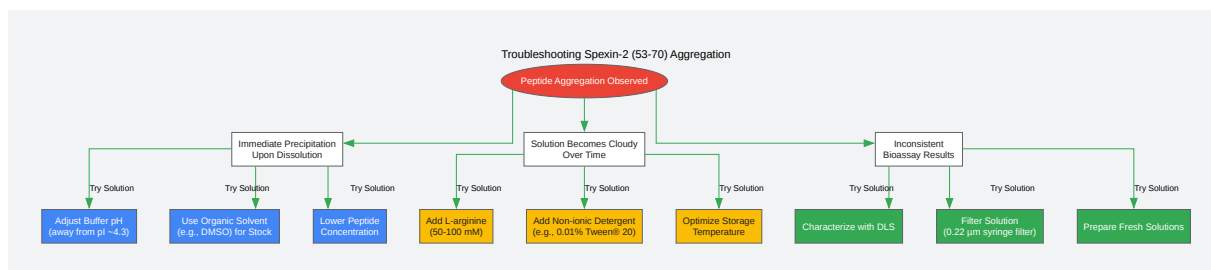 Troubleshooting Spexin-2 (53-70) Aggregation
Peptide Aggregation Observed
Immediate Precipitation
Upon Dissolution
Solution Becomes Cloudy
Over Time
Inconsistent
Bioassay Results
Try Solution
Try Solution
Try Solution
Try Solution
Try Solution
Try Solution
Try Solution
Try Solution
Try Solution
Adjust Buffer pH
(away from pI ~4.3)
Use Organic Solvent
(e.g., DMSO) for Stock
Lower Peptide
Concentration
Add L-arginine
(50-100 mM)
Add Non-ionic Detergent
(e.g., 0.01% Tween® 20)
Optimize Storage
Temperature
Characterize with DLS
Filter Solution
(0.22 µm syringe filter)
Prepare Fresh Solutions